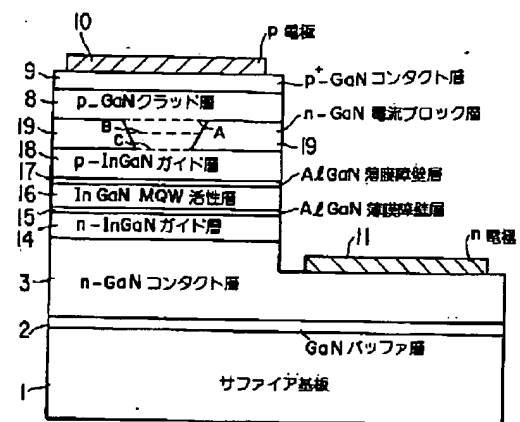 10
p電極
9
p⁺-GaNコンタクト層
8
p-GaNクラッド層
n-GaN電流ブロック層
19
B
A
C
19
18
p-InGaNガイド層
17
AlGaN薄膜障壁層
16
InGaN MQW活性層
15
AlGaN薄膜障壁層
14
n-InGaNガイド層
11
n電極
3
n-GaNコンタクト層
2
GaNバッファ層
1
サファイア基板